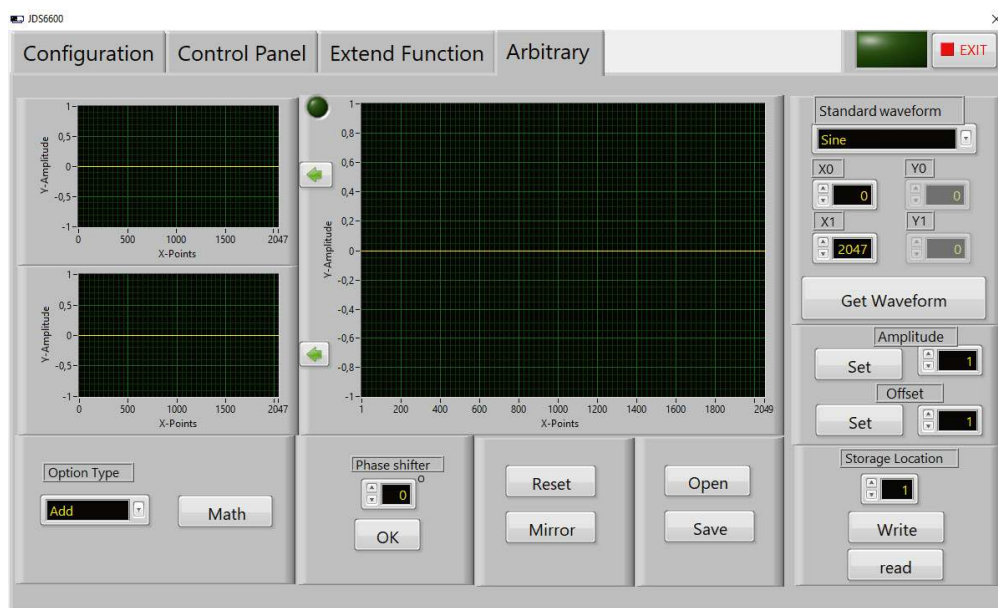 JDS6600
Configuration
Control Panel
Extend Function
Arbitrary
EXIT
1
0,5
0
-0,5
-1
Y-Amplitude
0 500 1000 1500 2047
X-Points
1
0,5
0
-0,5
-1
Y-Amplitude
0 500 1000 1500 2047
X-Points
1
0,8
0,6
0,4
0,2
0
-0,2
-0,4
-0,6
-0,8
-1
Y-Amplitude
1 200 400 600 800 1000 1200 1400 1600 1800 2049
X-Points
Standard waveform
Sine
X0 Y0
0 0
X1 Y1
2047 0
Get Waveform
Amplitude
Set 1
Offset
Set 1
Option Type
Add
Math
Phase shifter
o
0
OK
Reset
Mirror
Open
Save
Storage Location
1
Write
read